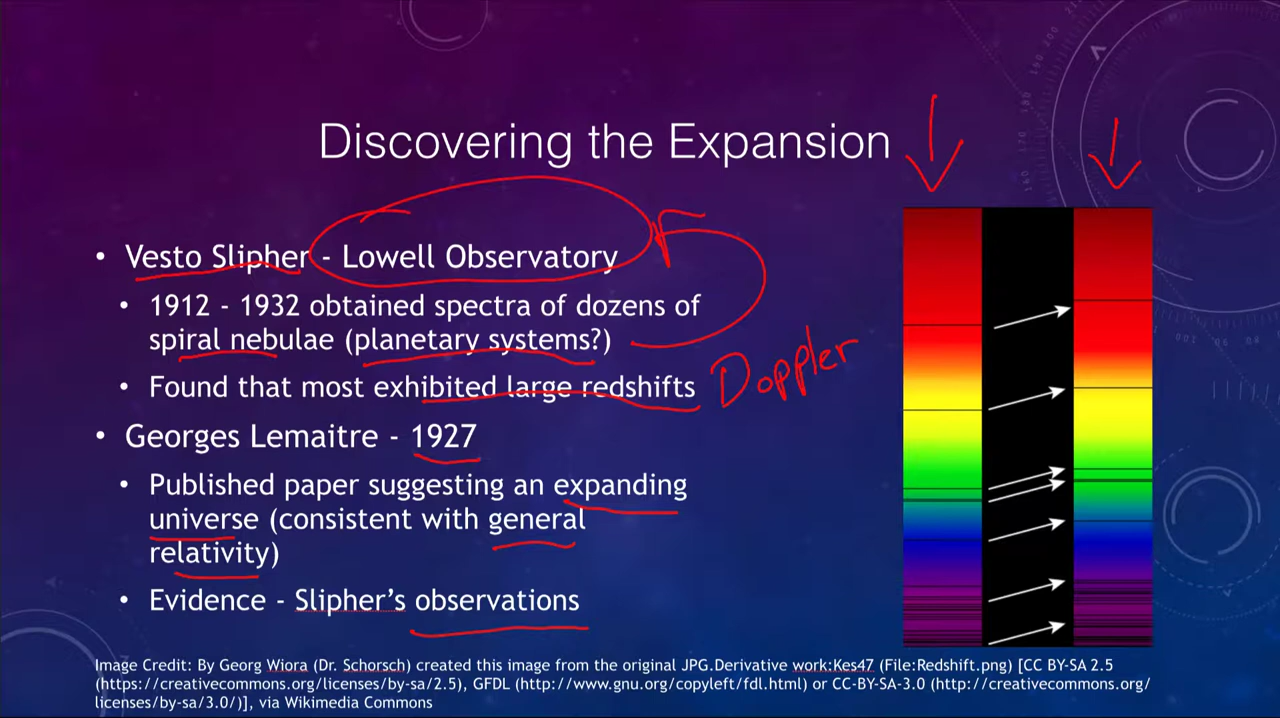 Discovering the Expansion
• Vesto Slipher - Lowell Observatory
• 1912 - 1932 obtained spectra of dozens of
spiral nebulae (planetary systems?)
• Found that most exhibited large redshifts
Doppler
• Georges Lemaitre - 1927
• Published paper suggesting an expanding
universe (consistent with general
relativity)
• Evidence - Slipher’s observations
Image Credit: By Georg Wiora (Dr. Schorsch) created this image from the original JPG.Derivative work:Kes47 (File:Redshift.png) [CC BY-SA 2.5
(https://creativecommons.org/licenses/by-sa/2.5), GFDL (http://www.gnu.org/copyleft/fdl.html) or CC-BY-SA-3.0 (http://creativecommons.org/
licenses/by-sa/3.0/)], via Wikimedia Commons